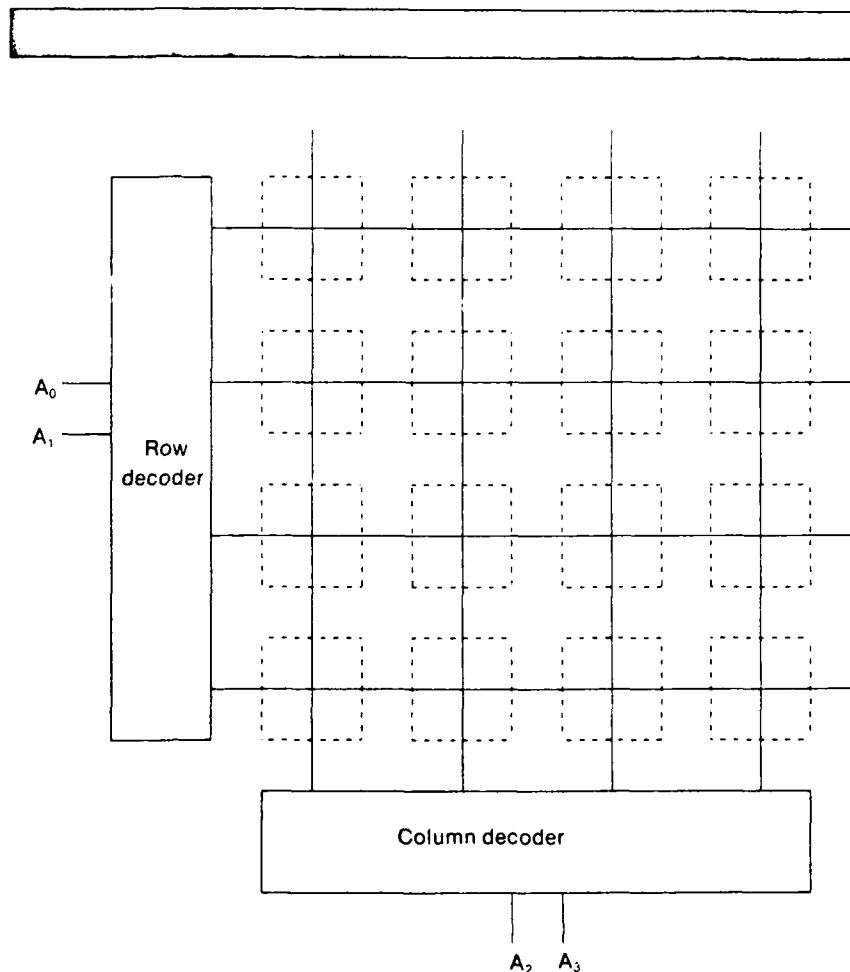 A₀
A₁
Row
decoder
Column decoder
A₂ A₃